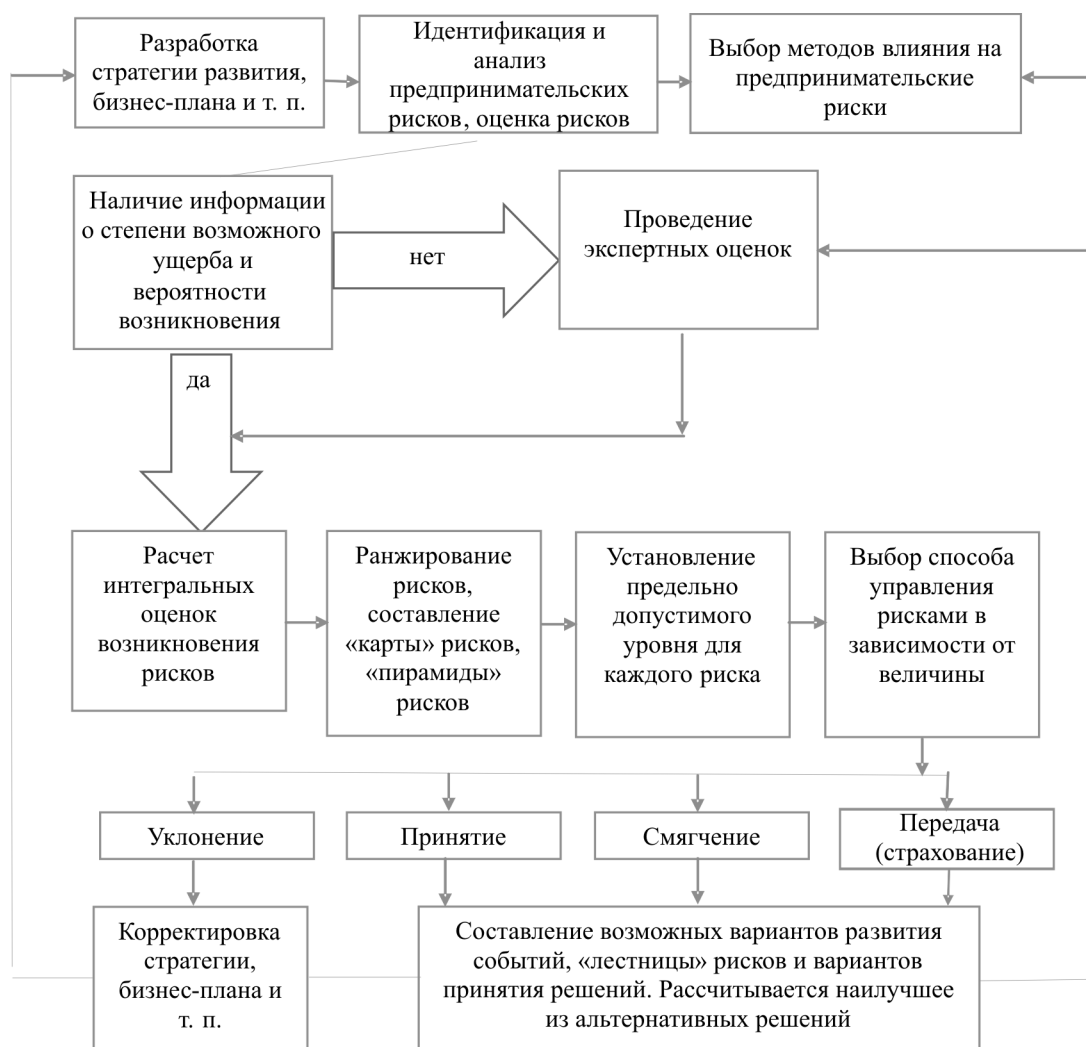 Разработка
стратегии развития,
бизнес-плана и т. п.
Идентификация и
анализ
предпринимательских
рисков, оценка рисков
Выбор методов влияния на
предпринимательские
риски
Наличие информации
о степени возможного
ущерба и
вероятности
возникновения
нет
Проведение
экспертных оценок
да
Расчет
интегральных
оценок
возникновения
рисков
Ранжирование
рисков,
составление
«карты» рисков,
«пирамиды»
рисков
Установление
предельно
допустимого
уровня для
каждого риска
Выбор способа
управления
рисками в
зависимости от
величины
Уклонение
Принятие
Смягчение
Передача
(страхование)
Корректировка
стратегии,
бизнес-плана и
т. п.
Составление возможных вариантов развития
событий, «лестницы» рисков и вариантов
принятия решений. Рассчитывается наилучшее
из альтернативных решений